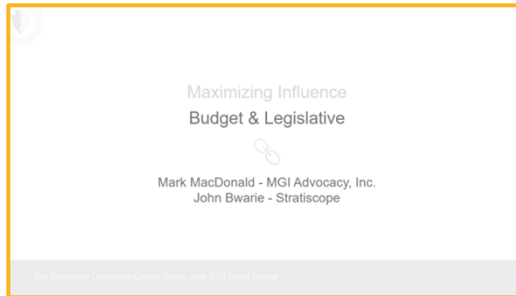 Maximizing Influence
Budget & Legislative
Mark MacDonald - MGI Advocacy, Inc.
John Bwarie - Stratiscope
San Bernardino Community College District June 2023 Board Retreat